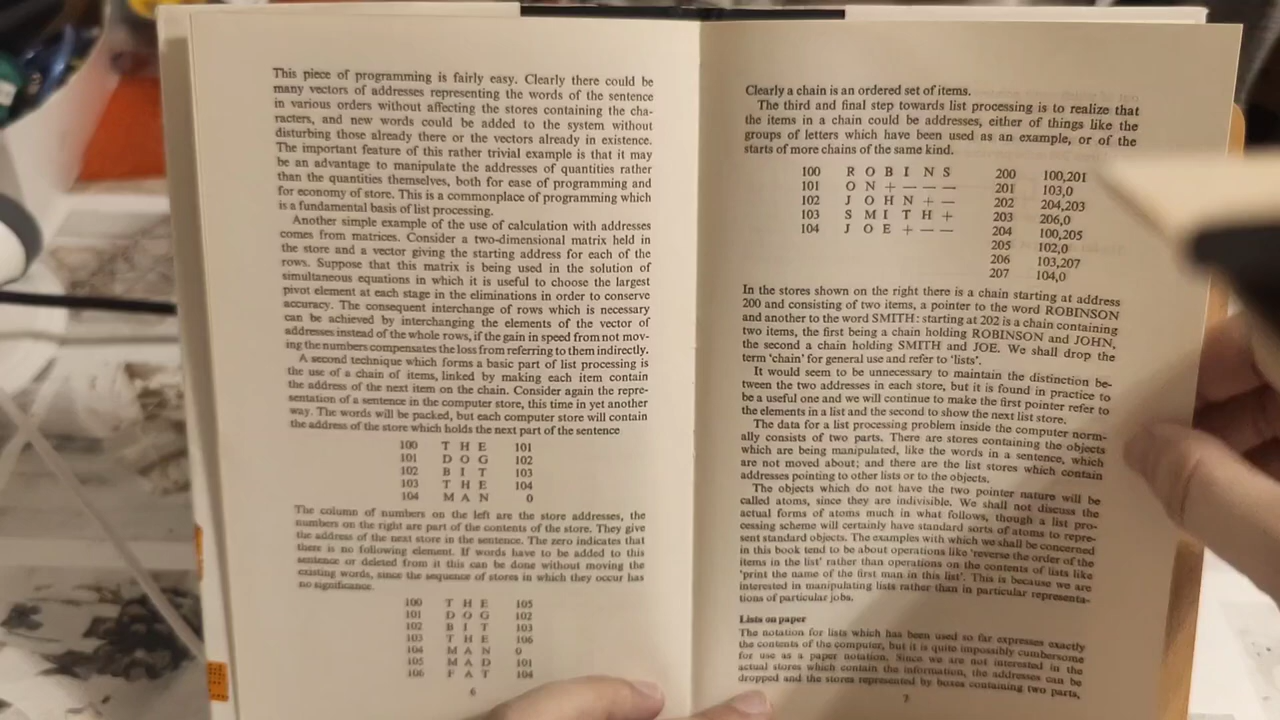 This piece of programming is fairly easy. Clearly there could be
many vectors of addresses representing the words of the sentence
in various orders without affecting the stores containing the cha-
racters, and new words could be added to the system without
disturbing those already there or the vectors already in existence.
The important feature of this rather trivial example is that it may
be an advantage to manipulate the addresses of quantities rather
than the quantities themselves, both for ease of programming and
for economy of store. This is a commonplace of programming which
is a fundamental basis of list processing.
Another simple example of the use of calculation with addresses
comes from matrices. Consider a two-dimensional matrix held in
the store and a vector giving the starting address for each of the
rows. Suppose that this matrix is being used in the solution of
simultaneous equations in which it is useful to choose the largest
pivot element at each stage in the eliminations in order to conserve
accuracy. The consequent interchange of rows which is necessary
can be achieved by interchanging the elements of the vector of
addresses instead of the whole rows, if the gain in speed from not mov-
ing the numbers compensates the loss from referring to them indirectly.
A second technique which forms a basic part of list processing is
the use of a chain of items, linked by making each item contain
the address of the next item on the chain. Consider again the repre-
sentation of a sentence in the computer store, this time in yet another
way. The words will be packed, but each computer store will contain
the address of the store which holds the next part of the sentence
100 T H E 101
101 D O G 102
102 B I T 103
103 T H E 104
104 M A N 0
The column of numbers on the left are the store addresses, the
numbers on the right are part of the contents of the store. They give
the address of the next store in the sentence. The zero indicates that
there is no following element. If words have to be added to this
sentence or deleted from it this can be done without moving the
existing words, since the sequence of stores in which they occur has
no significance.
100 T H E 105
101 D O G 102
102 B I T 103
103 T H E 106
104 M A N 0
105 M A D 101
106 F A T 104
6
Clearly a chain is an ordered set of items.
The third and final step towards list processing is to realize that
the items in a chain could be addresses, either of things like the
groups of letters which have been used as an example, or of the
starts of more chains of the same kind.
100 R O B I N S 200 100,201
101 O N + — — — 201 103,0
102 J O H N + — 202 204,203
103 S M I T H + 203 206,0
104 J O E + — — 204 100,205
205 102,0
206 103,207
207 104,0
In the stores shown on the right there is a chain starting at address
200 and consisting of two items, a pointer to the word ROBINSON
and another to the word SMITH: starting at 202 is a chain containing
two items, the first being a chain holding ROBINSON and JOHN,
the second a chain holding SMITH and JOE. We shall drop the
term 'chain' for general use and refer to 'lists'.
It would seem to be unnecessary to maintain the distinction be-
tween the two addresses in each store, but it is found in practice to
be a useful one and we will continue to make the first pointer refer to
the elements in a list and the second to show the next list store.
The data for a list processing problem inside the computer norm-
ally consists of two parts. There are stores containing the objects
which are being manipulated, like the words in a sentence, which
are not moved about; and there are the list stores which contain
addresses pointing to other lists or to the objects.
The objects which do not have the two pointer nature will be
called atoms, since they are indivisible. We shall not discuss the
actual forms of atoms much in what follows, though a list pro-
cessing scheme will certainly have standard sorts of atoms to repre-
sent standard objects. The examples with which we shall be concerned
in this book tend to be about operations like 'reverse the order of the
items in the list' rather than operations on the contents of lists like
'print the name of the first man in this list'. This is because we are
interested in manipulating lists rather than in particular representa-
tions of particular jobs.
Lists on paper
The notation for lists which has been used so far expresses exactly
the contents of the computer, but it is quite impossibly cumbersome
for use as a paper notation. Since we are not interested in the
actual stores which contain the information, the addresses can be
dropped and the stores represented by boxes containing two parts,
7